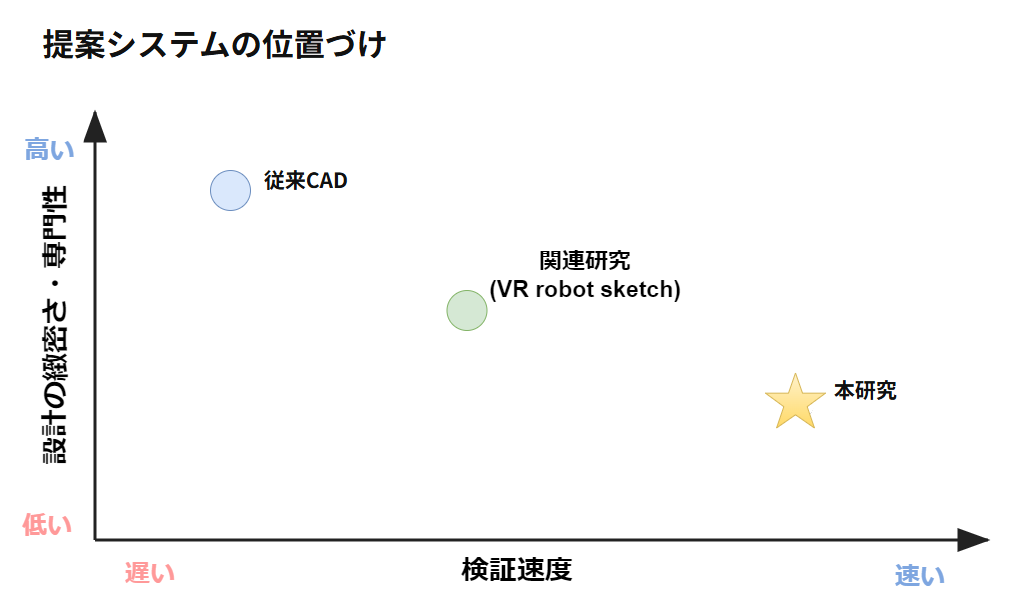 提案システムの位置づけ
高い
従来CAD
設計の緻密さ・専門性
関連研究
(VR robot sketch)
本研究
低い
遅い
検証速度
速い